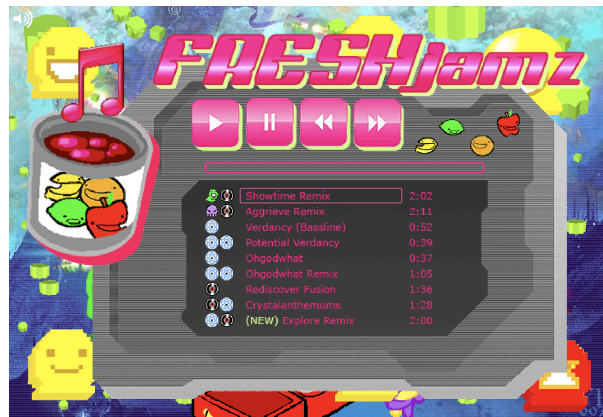 FRESHjamz
Showtime Remix 2:02
Aggrieve Remix 2:11
Verdancy (Bassline) 0:52
Potential Verdancy 0:39
Ohgodwhat 0:37
Ohgodwhat Remix 1:05
Rediscover Fusion 1:36
Crystalanthemums 1:28
(NEW) Explore Remix 2:00